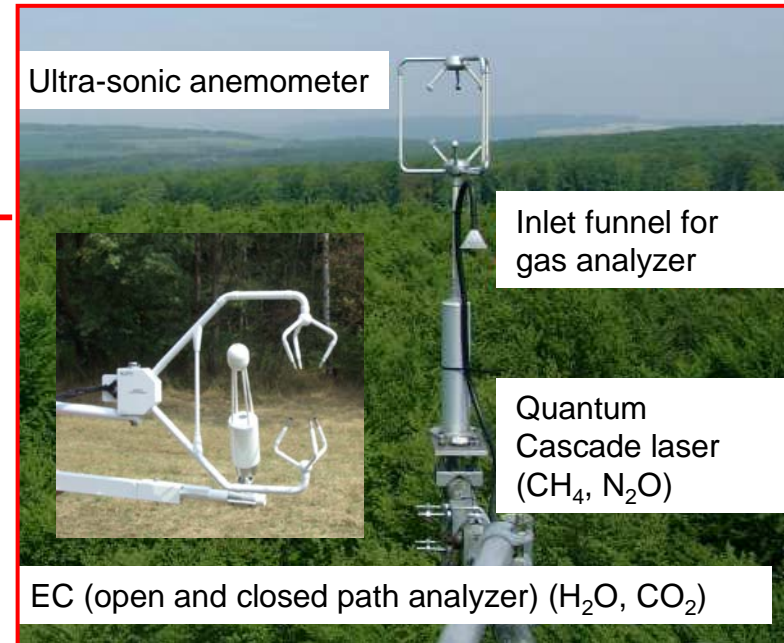 Ultra-sonic anemometer
Inlet funnel for
gas analyzer
Quantum
Cascade laser
(CH₄, N₂O)
EC (open and closed path analyzer) (H₂O, CO₂)